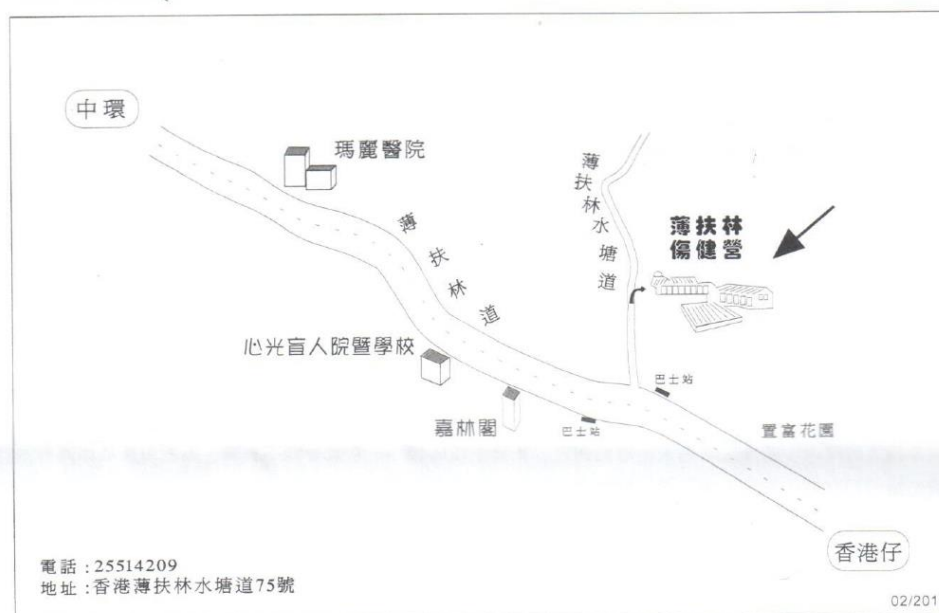 中環
瑪麗醫院
薄扶林道
薄扶林水塘道
薄扶林
傷健營
心光盲人院暨學校
嘉林閣
巴士站
巴士站
置富花園
香港仔
電話 : 25514209
地址 : 香港薄扶林水塘道75號
02/201